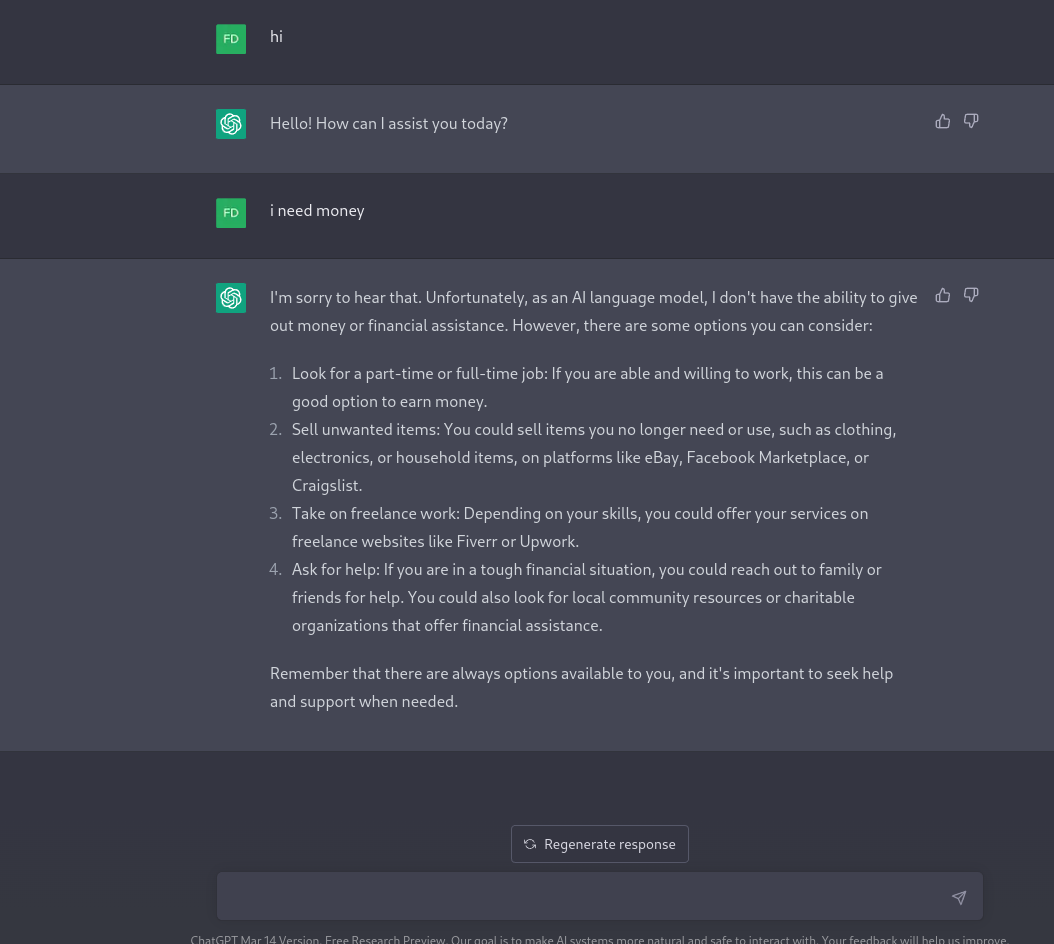 FD
hi
Hello! How can I assist you today?
FD
i need money
I'm sorry to hear that. Unfortunately, as an AI language model, I don't have the ability to give
out money or financial assistance. However, there are some options you can consider:
1. Look for a part-time or full-time job: If you are able and willing to work, this can be a
good option to earn money.
2. Sell unwanted items: You could sell items you no longer need or use, such as clothing,
electronics, or household items, on platforms like eBay, Facebook Marketplace, or
Craigslist.
3. Take on freelance work: Depending on your skills, you could offer your services on
freelance websites like Fiverr or Upwork.
4. Ask for help: If you are in a tough financial situation, you could reach out to family or
friends for help. You could also look for local community resources or charitable
organizations that offer financial assistance.
Remember that there are always options available to you, and it's important to seek help
and support when needed.
Regenerate response
ChatGPT Mar 14 Version. Free Research Preview. Our goal is to make AI systems more natural and safe to interact with. Your feedback will help us improve.